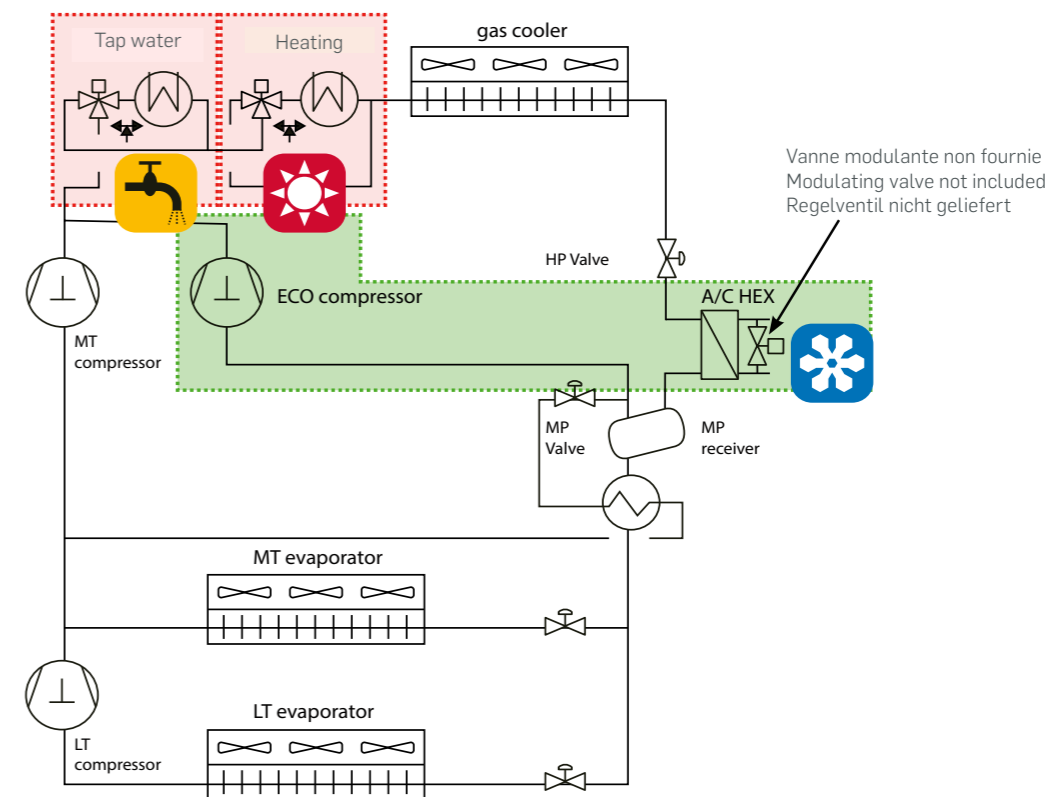 Tap water
Heating
gas cooler
Vanne modulante non fournie
Modulating valve not included
Regelventil nicht geliefert
HP Valve
A/C HEX
ECO compressor
MT
compressor
MP
Valve
MP
receiver
MT evaporator
LT evaporator
LT
compressor